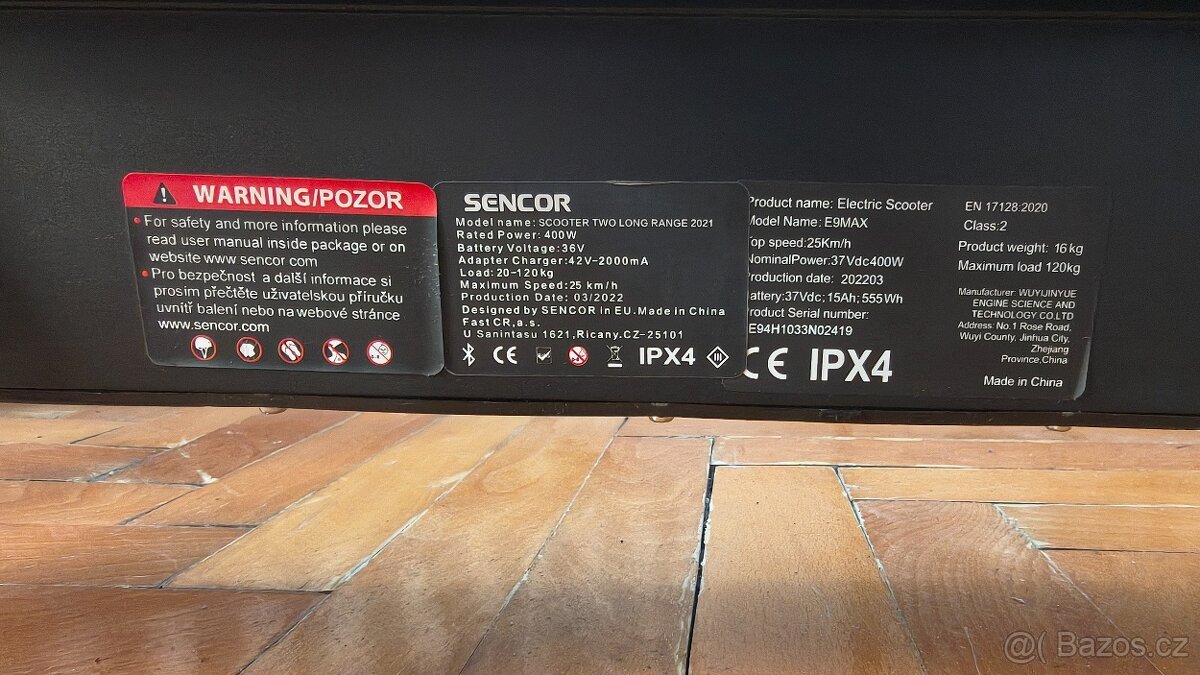 WARNING/POZOR
• For safety and more information please
read user manual inside package or on
website www sencor com
• Pro bezpečnost a další informace si
prosím přečtěte uživatelskou příručku
uvnitř balení nebo na webové stránce
www.sencor.com
SENCOR
Model name: SCOOTER TWO LONG RANGE 2021
Rated Power: 400W
Battery Voltage: 36V
Adapter Charger: 42V-2000mA
Load: 20-120kg
Maximum Speed: 25 km/h
Production Date: 03/2022
Designed by SENCOR in EU. Made in China
Fast CR, a.s.
U Sanintasu 1621, Ricany. CZ-25101
CE IPX4
Product name: Electric Scooter
Model Name: E9MAX
Top speed: 25Km/h
NominalPower: 37Vdc400W
Production date: 202203
attery: 37Vdc; 15Ah; 555Wh
roduct Serial number:
E94H1033N02419
CE IPX4
EN 17128:2020
Class:2
Product weight: 16 kg
Maximum load 120kg
Manufacturer: WUYIJINYUE
ENGINE SCIENCE AND
TECHNOLOGY CO.LTD
Address: No.1 Rose Road,
Wuyi County, Jinhua City,
Zhejiang
Province,China
Made in China
@( Bazos.cz